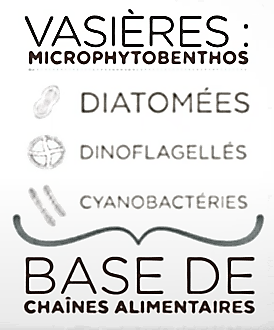 VASIÈRES :
MICROPHYTOBENTHOS
DIATOMÉES
DINOFLAGELLÉS
CYANOBACTÉRIES
BASE DE
CHAÎNES ALIMENTAIRES